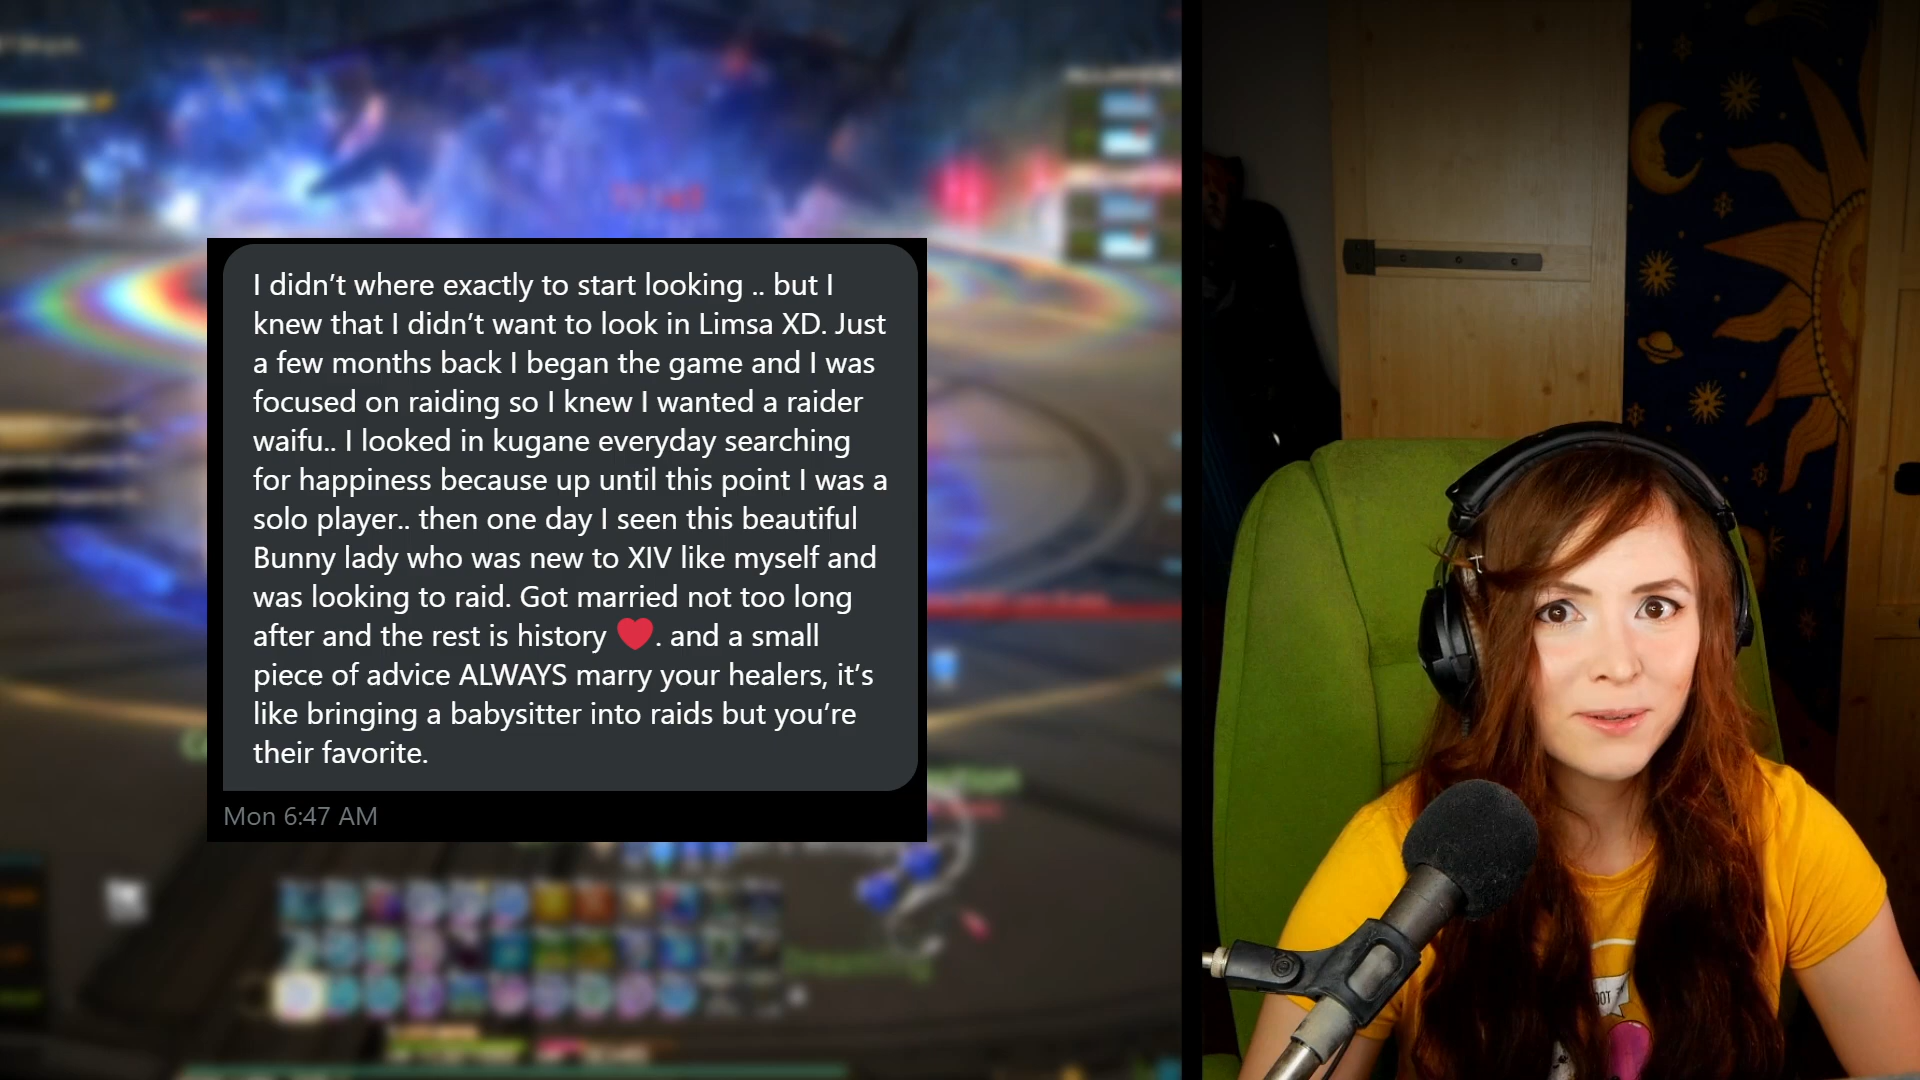 I didn’t where exactly to start looking .. but I
knew that I didn’t want to look in Limsa XD. Just
a few months back I began the game and I was
focused on raiding so I knew I wanted a raider
waifu.. I looked in kugane everyday searching
for happiness because up until this point I was a
solo player.. then one day I seen this beautiful
Bunny lady who was new to XIV like myself and
was looking to raid. Got married not too long
after and the rest is history ❤️. and a small
piece of advice ALWAYS marry your healers, it’s
like bringing a babysitter into raids but you’re
their favorite.
Mon 6:47 AM